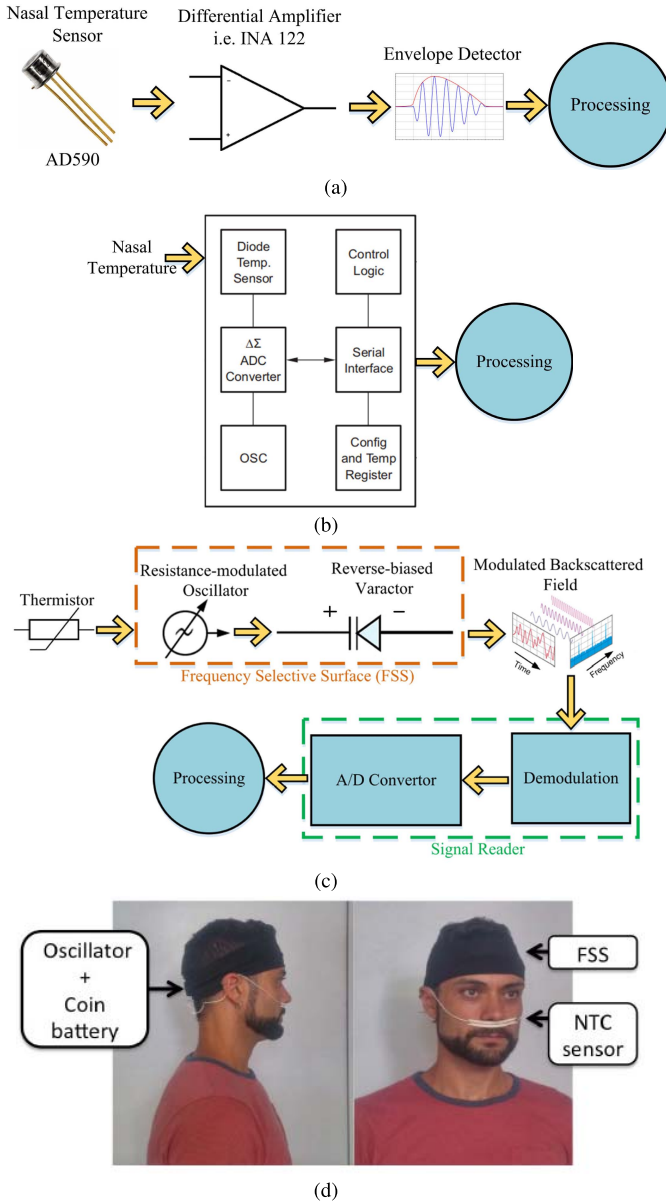 Nasal Temperature
Sensor
Differential Amplifier
i.e. INA 122
Envelope Detector
Processing
-
+
AD590
(a)
Nasal
Temperature
Diode
Temp.
Sensor
Control
Logic
ΔΣ
ADC
Converter
Serial
Interface
OSC
Config
and Temp
Register
Processing
(b)
Thermistor
Resistance-modulated
Oscillator
Reverse-biased
Varactor
+
−
~
Frequency Selective Surface (FSS)
Modulated Backscattered
Field
Time
Frequency
Processing
A/D Convertor
Demodulation
Signal Reader
(c)
Oscillator
+
Coin
battery
FSS
NTC
sensor
(d)